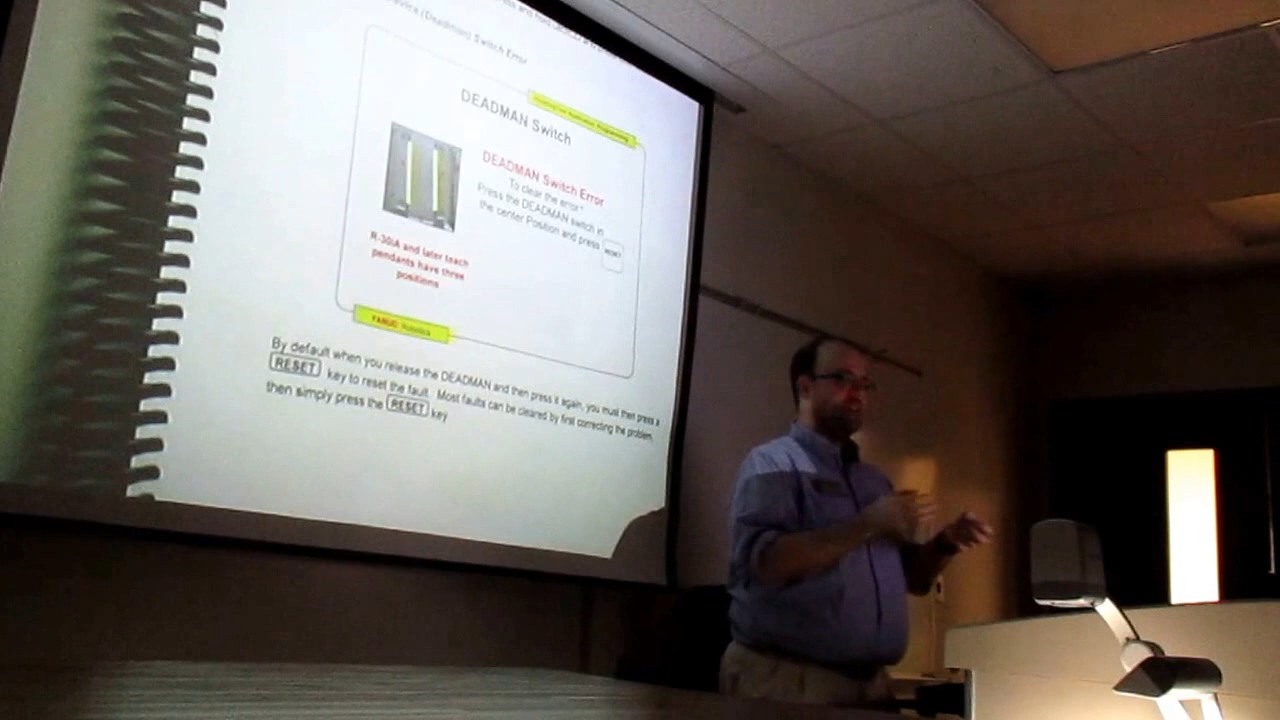 (Deadman) Switch Error
DEADMAN Switch
DEADMAN Switch Error
To clear the error*
Press the DEADMAN switch in
the center Position and press RESET
R-30iA and later teach
pendants have three
positions
FANUC Robotics
By default when you release the DEADMAN and then press it again, you must then press a
RESET key to reset the fault. Most faults can be cleared by first correcting the problem,
then simply press the RESET key